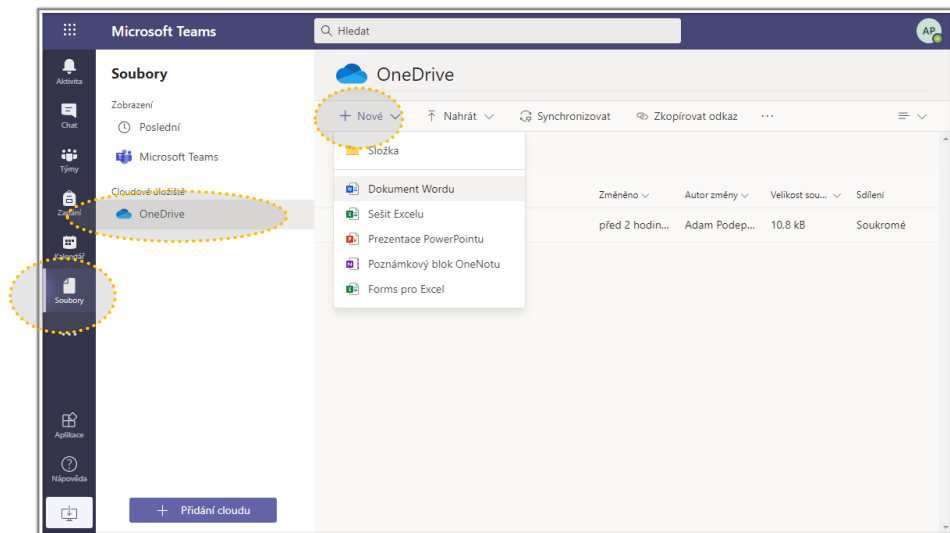 Microsoft Teams
Hledat
AP
Aktivita
Chat
Týmy
Zadání
Kalendář
Soubory
Aplikace
Nápověda
Soubory
Zobrazení
Poslední
Microsoft Teams
Cloudové úložiště
OneDrive
Přidání cloudu
OneDrive
Nové
Nahrát
Synchronizovat
Zkopírovat odkaz
Složka
Dokument Wordu
Sešit Excelu
Prezentace PowerPointu
Poznámkový blok OneNotu
Forms pro Excel
Změněno Autor změny Velikost sou... Sdílení
před 2 hodin... Adam Podep... 10,8 kB Soukromé